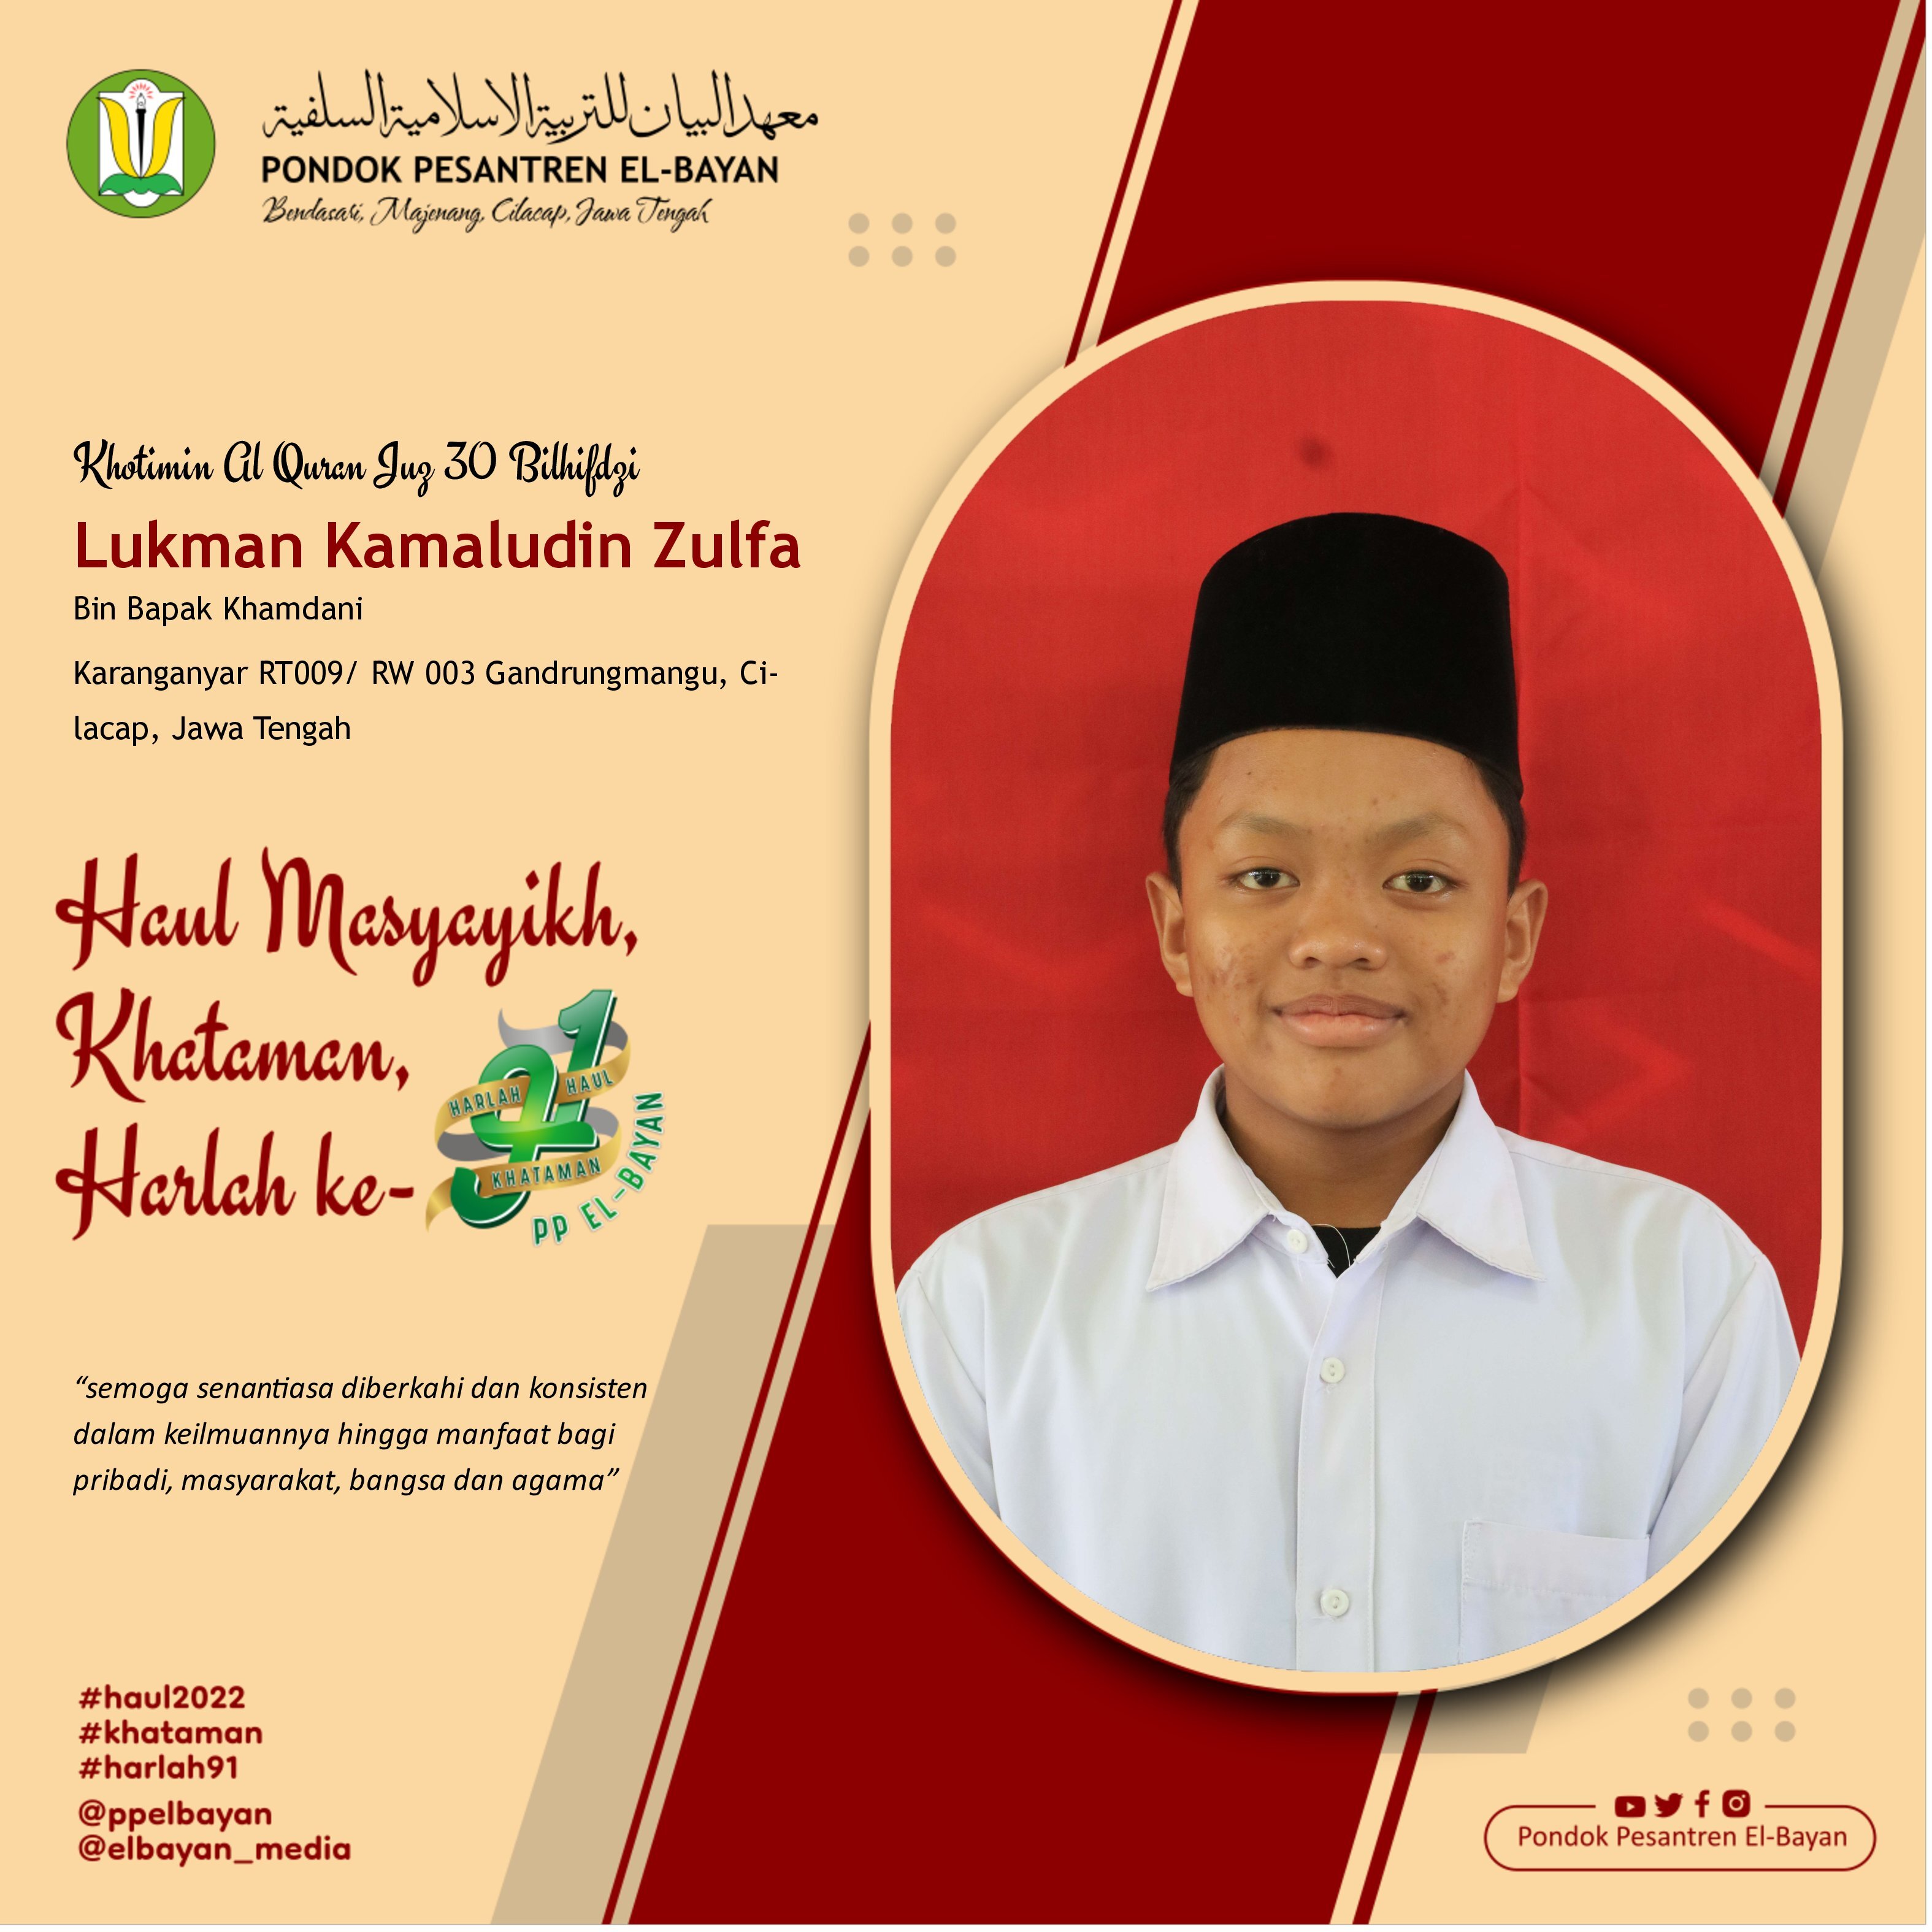 معهد البيان للتربية الاسلامية السلفية
PONDOK PESANTREN EL-BAYAN
Bendasari, Majenang, Cilacap, Jawa Tengah
Khotimin Al Quran Juz 30 Bilhifdzi
Lukman Kamaludin Zulfa
Bin Bapak Khamdani
Karanganyar RT009/ RW 003 Gandrungmangu, Ci-
lacap, Jawa Tengah
Haul Masyayikh,
Khataman,
Harlah ke-
91
HARLAH HAUL
KHATAMAN
PP EL-BAYAN
“semoga senantiasa diberkahi dan konsisten
dalam keilmuannya hingga manfaat bagi
pribadi, masyarakat, bangsa dan agama”
#haul2022
#khataman
#harlah91
@ppelbayan
@elbayan_media
Pondok Pesantren El-Bayan